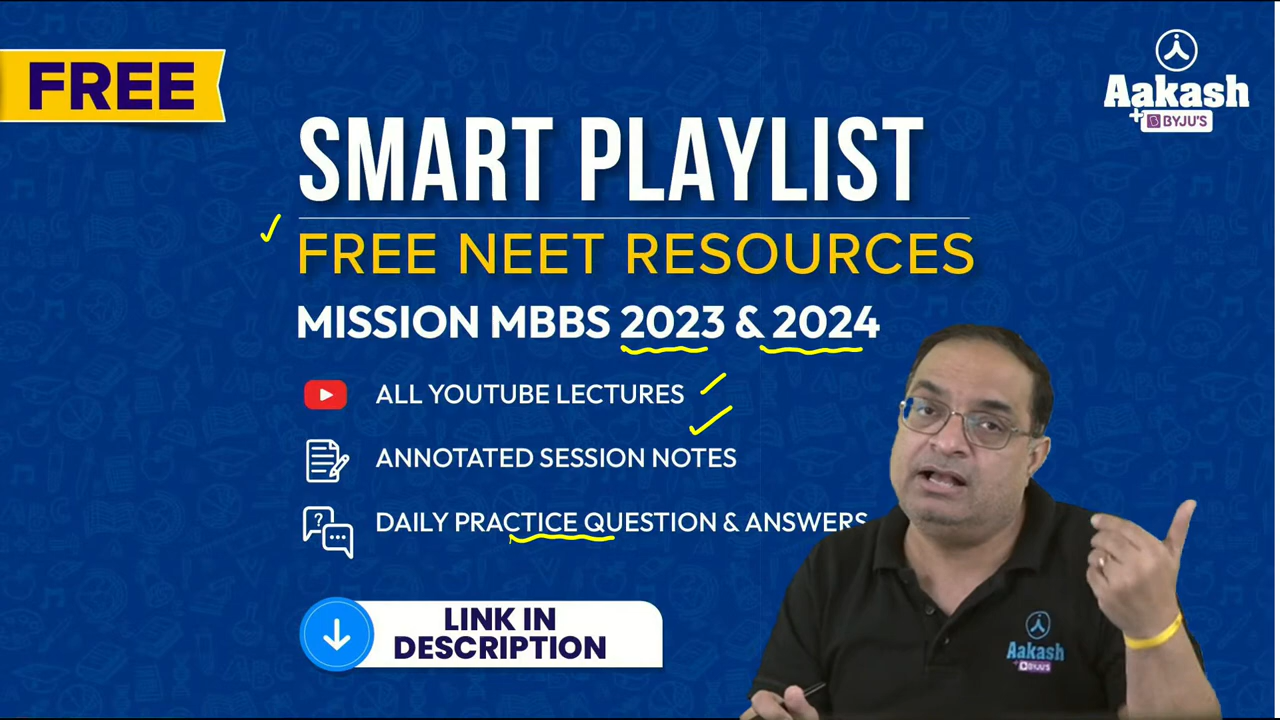 FREE
Aakash
+ BYJU'S
SMART PLAYLIST
FREE NEET RESOURCES
MISSION MBBS 2023 & 2024
ALL YOUTUBE LECTURES
ANNOTATED SESSION NOTES
DAILY PRACTICE QUESTION & ANSWERS
LINK IN
DESCRIPTION
Aakash
+ BYJU'S